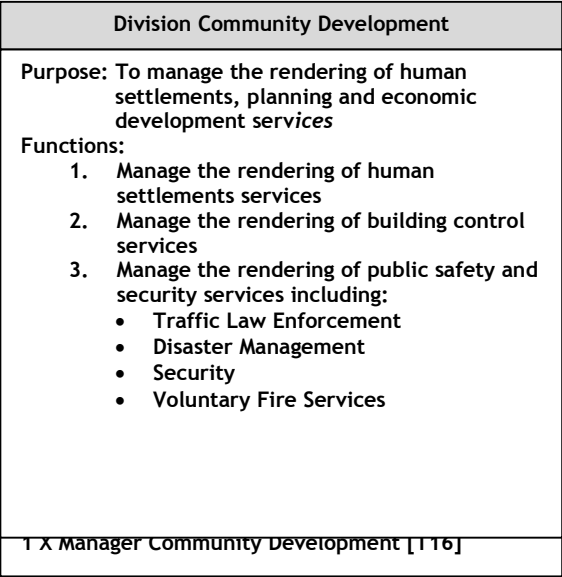 Division Community Development
Purpose: To manage the rendering of human
settlements, planning and economic
development services
Functions:
1. Manage the rendering of human
settlements services
2. Manage the rendering of building control
services
3. Manage the rendering of public safety and
security services including:
• Traffic Law Enforcement
• Disaster Management
• Security
• Voluntary Fire Services
1 X Manager Community Development [T16]